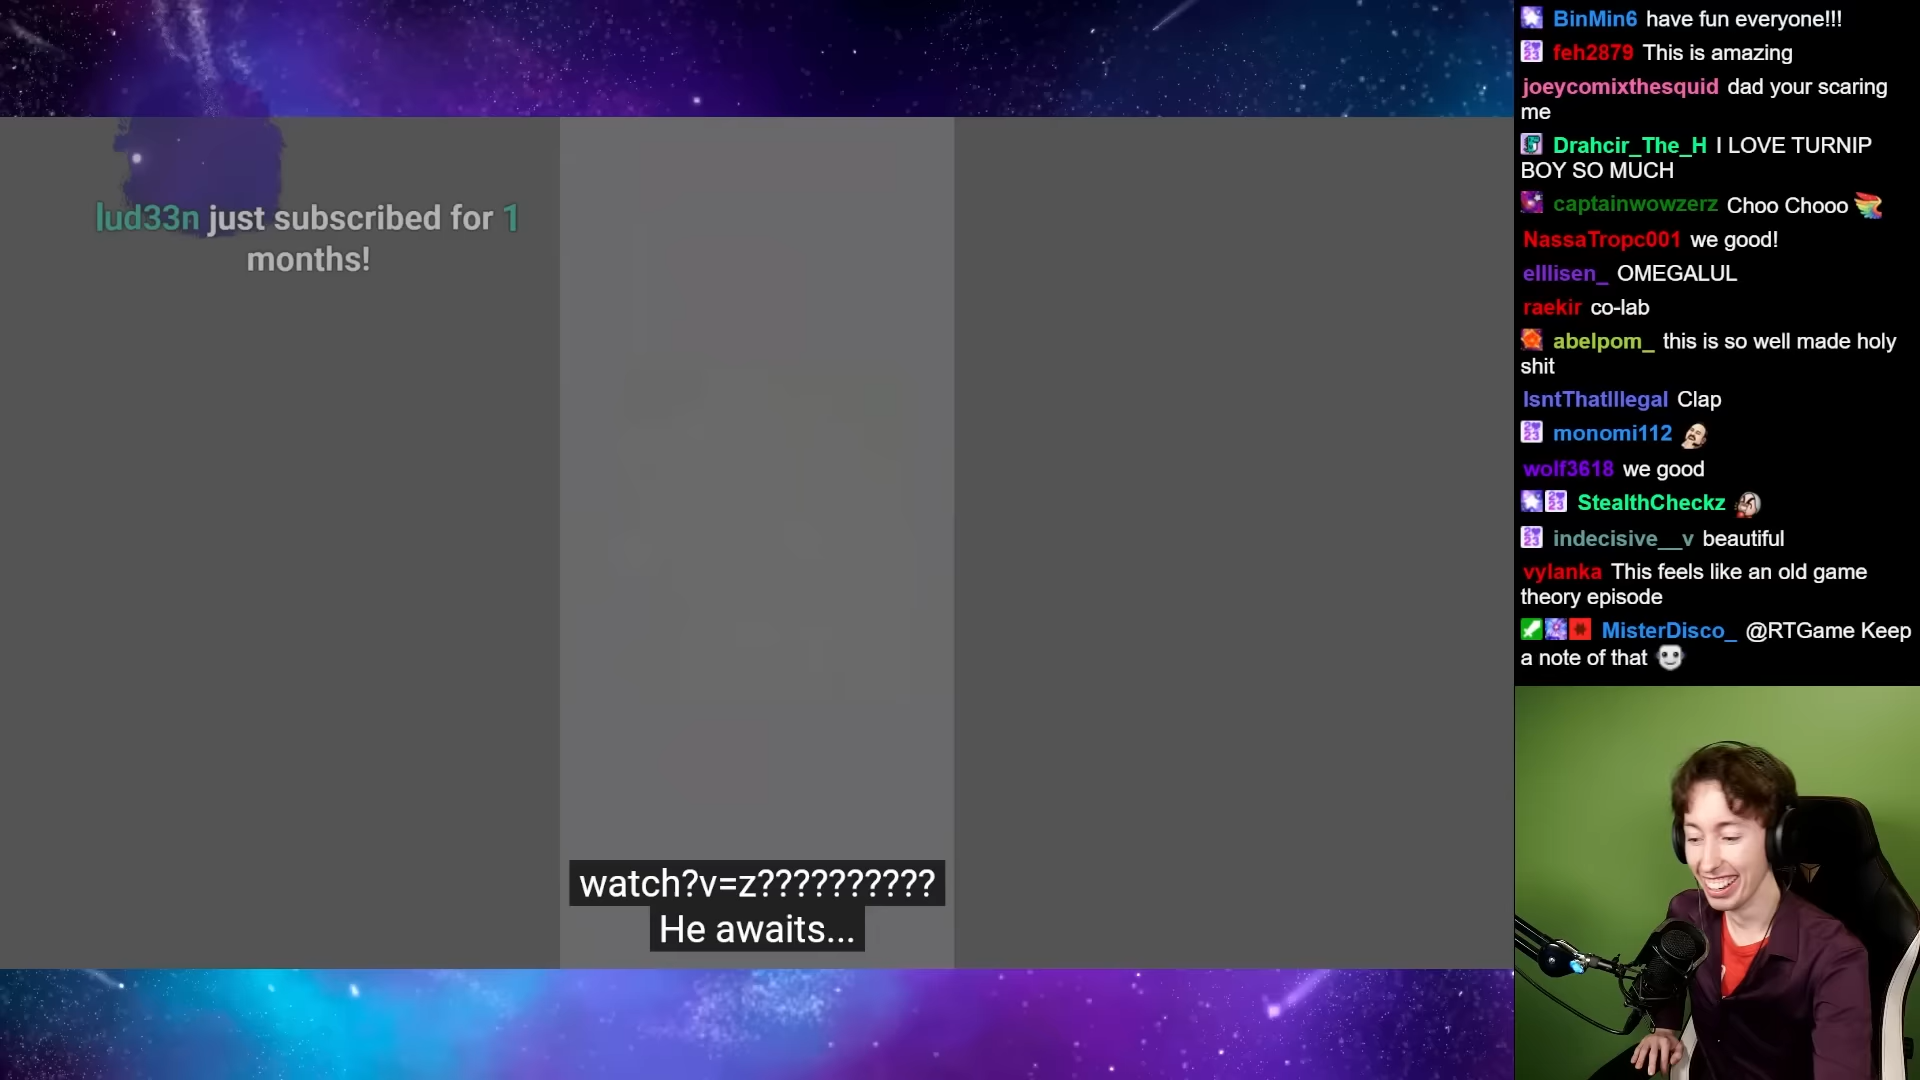 lud33n just subscribed for 1
months!
watch?v=z??????????
He awaits...
BinMin6 have fun everyone!!!
feh2879 This is amazing
joeycomixthesquid dad your scaring
me
Drahcir_The_H I LOVE TURNIP
BOY SO MUCH
captainwowzerz Choo Chooo
NassaTropc001 we good!
elllisen_ OMEGALUL
raekir co-lab
abelpom_ this is so well made holy
shit
IsntThatIllegal Clap
monomi112
wolf3618 we good
StealthCheckz
indecisive__v beautiful
vylanka This feels like an old game
theory episode
MisterDisco_ @RTGame Keep
a note of that